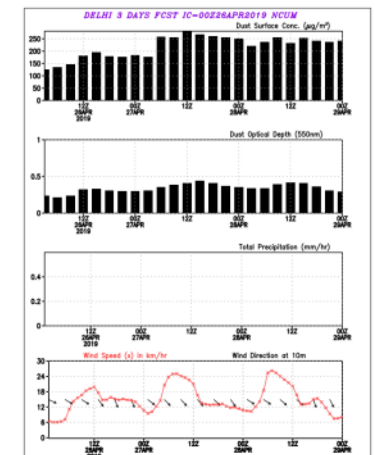 DELHI 3 DAYS FCST IC=00Z26APR2019 NCUM
Dust Surface Conc. (μg/m³)
250
200
150
100
50
0
12Z 00Z 12Z 00Z 12Z 00Z
26APR 27APR 28APR 29APR
2019
Dust Optical Depth (550nm)
1
0.5
0
12Z 00Z 12Z 00Z 12Z 00Z
26APR 27APR 28APR 29APR
2019
Total Precipitation (mm/hr)
0.4
0.2
0
12Z 00Z 12Z 00Z 12Z 00Z
26APR 27APR 28APR 29APR
2019
Wind Speed (s) in km/hr Wind Direction at 10m
30
24
18
12
6
0
12Z 00Z 12Z 00Z 12Z 00Z
26APR 27APR 28APR 29APR
2019